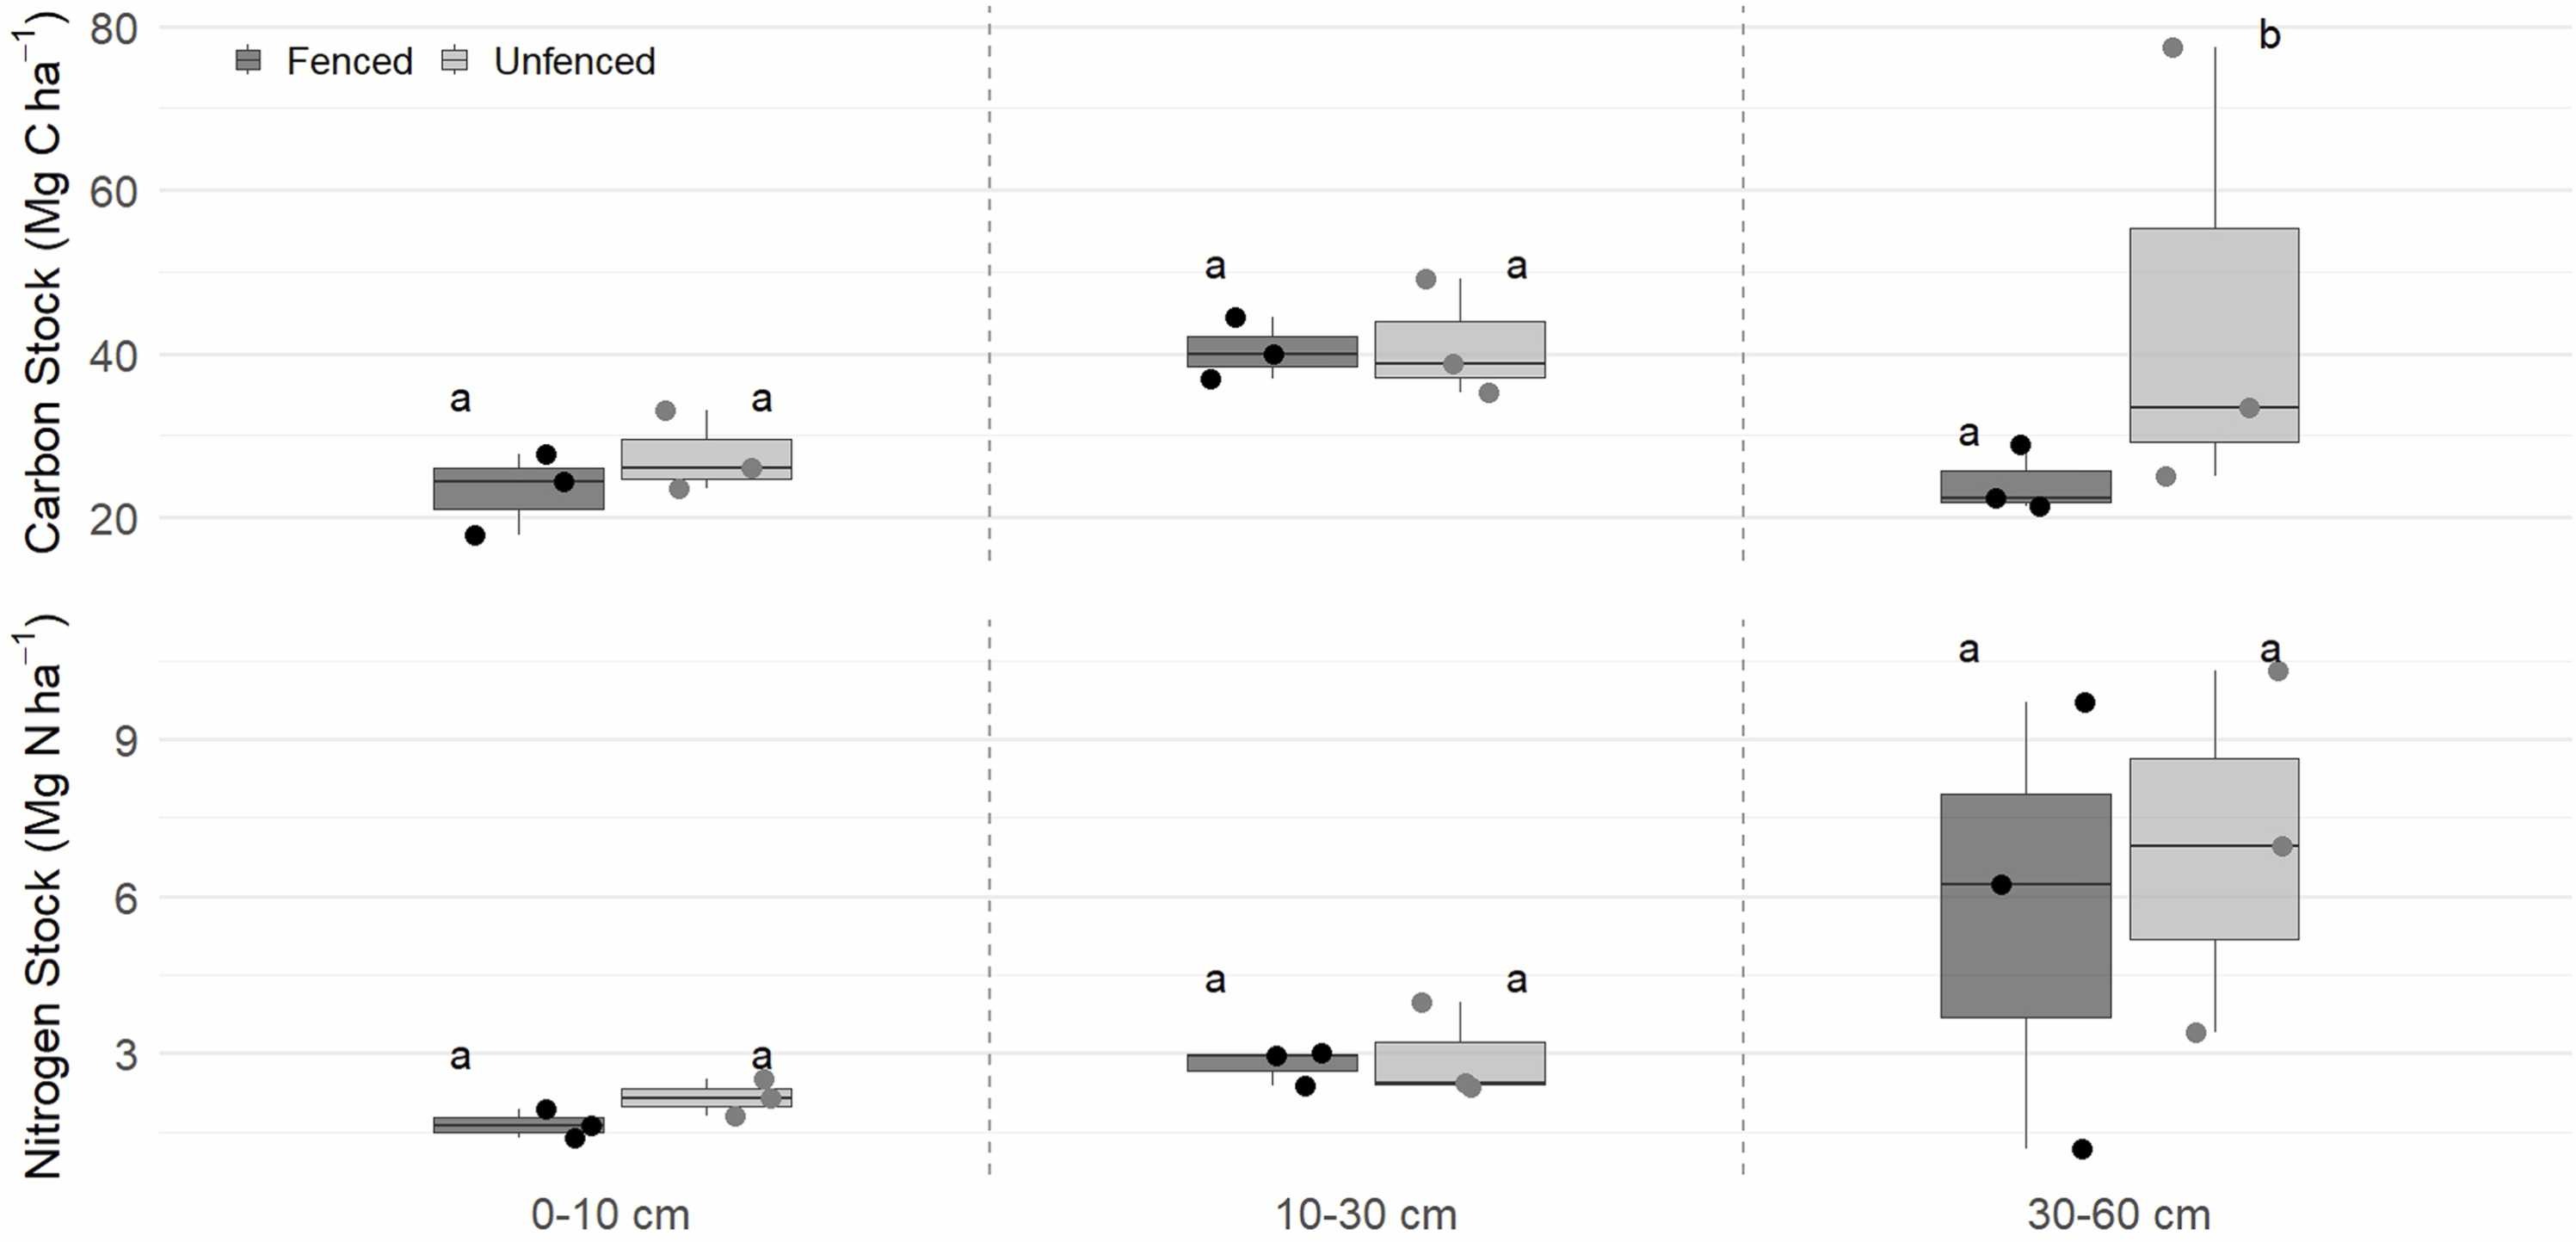 Carbon Stock (Mg C ha⁻¹)
80
60
40
20
Fenced Unfenced
a a
a a
a b
Nitrogen Stock (Mg N ha⁻¹)
9
6
3
a a
a a
a a
0-10 cm 10-30 cm 30-60 cm